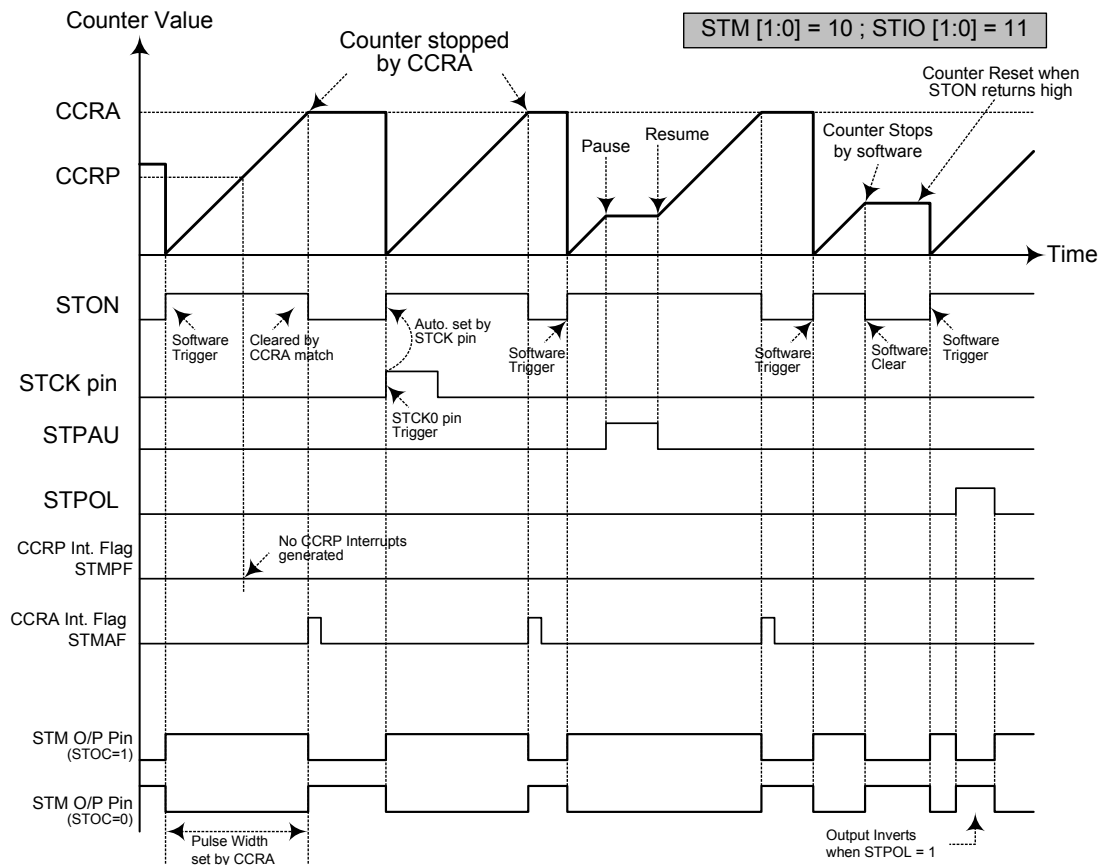 Counter Value
STM [1:0] = 10 ; STIO [1:0] = 11
Counter stopped
by CCRA
Counter Reset when
STON returns high
CCRA
Pause
Resume
Counter Stops
by software
CCRP
Time
STON
Software
Trigger
Cleared by
CCRA match
Auto. set by
STCK pin
Software
Trigger
Software
Trigger
Software
Clear
Software
Trigger
STCK pin
STCK0 pin
Trigger
STPAU
STPOL
CCRP Int. Flag
STMPF
No CCRP Interrupts
generated
CCRA Int. Flag
STMAF
STM O/P Pin
(STOC=1)
STM O/P Pin
(STOC=0)
Pulse Width
set by CCRA
Output Inverts
when STPOL = 1